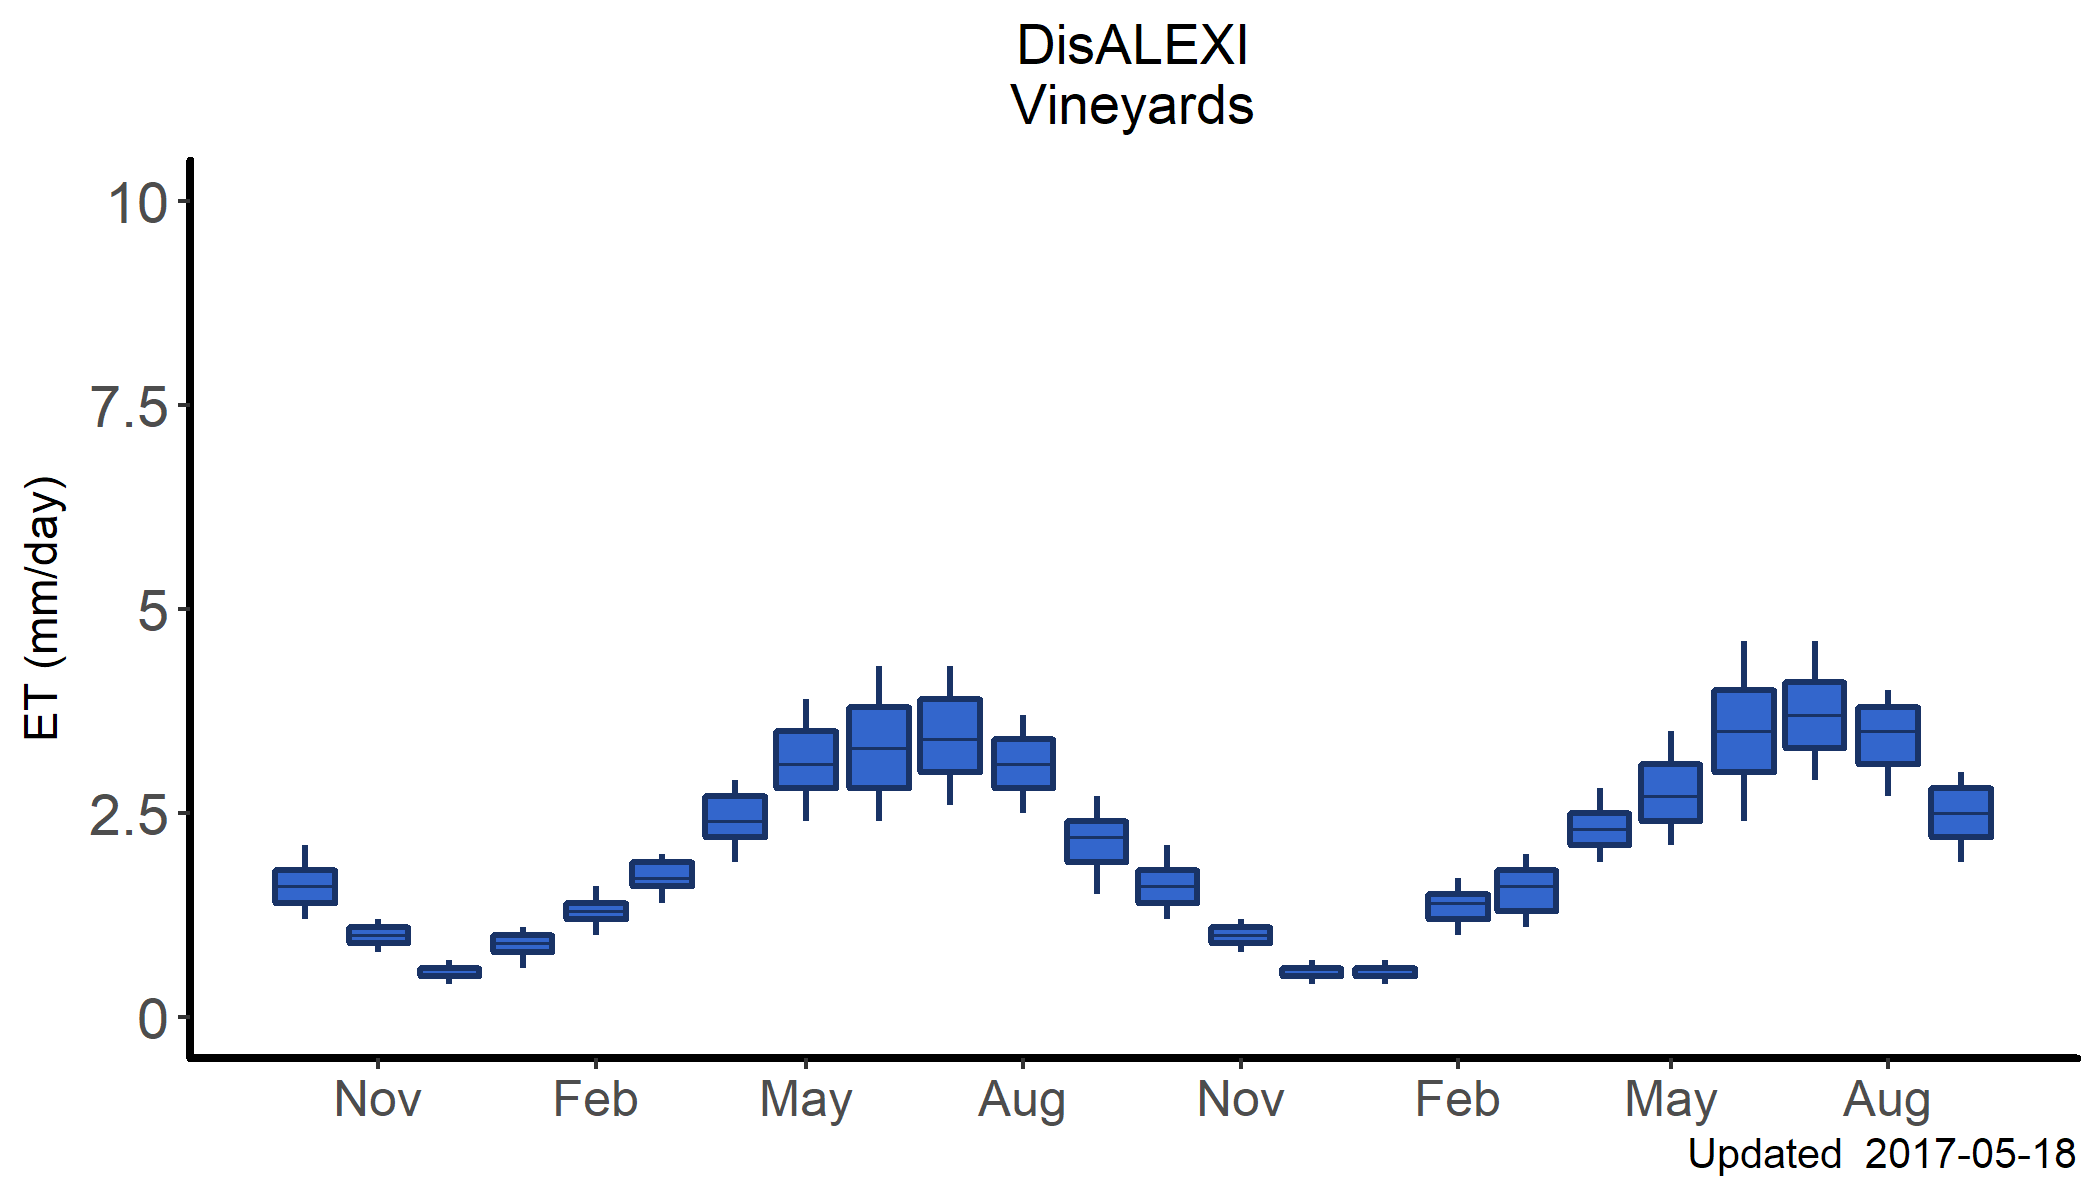 DisALEXI
Vineyards
10
7.5
5
2.5
0
ET (mm/day)
Nov Feb May Aug Nov Feb May Aug
Updated 2017-05-18